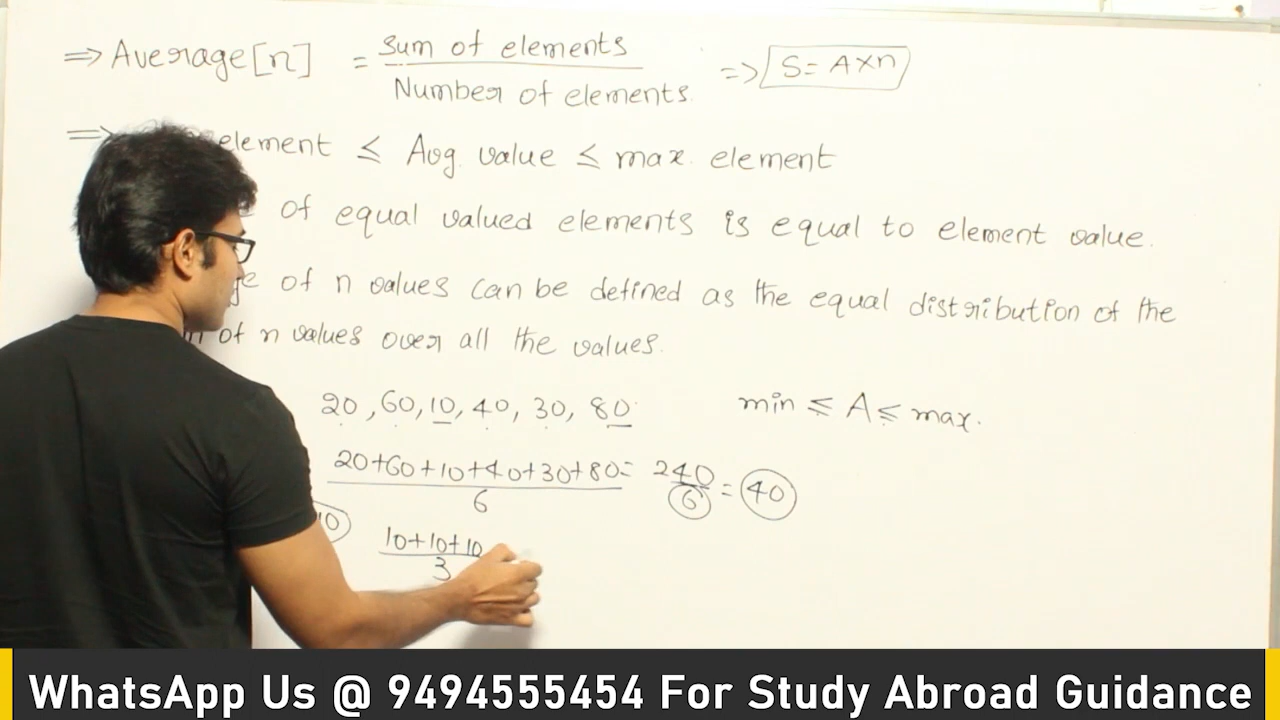 ⇒ Average[n] = sum of elements / Number of elements. ⇒ S = A×n
⇒ element ≤ Avg. value ≤ max. element
of equal valued elements is equal to element value.
of n values can be defined as the equal distribution of the
of n values over all the values.
20, 60, 10, 40, 30, 80 min ≤ A ≤ max.
20+60+10+40+30+80 / 6 = 240 / 6 = 40
10+10+10 / 3
WhatsApp Us @ 9494555454 For Study Abroad Guidance